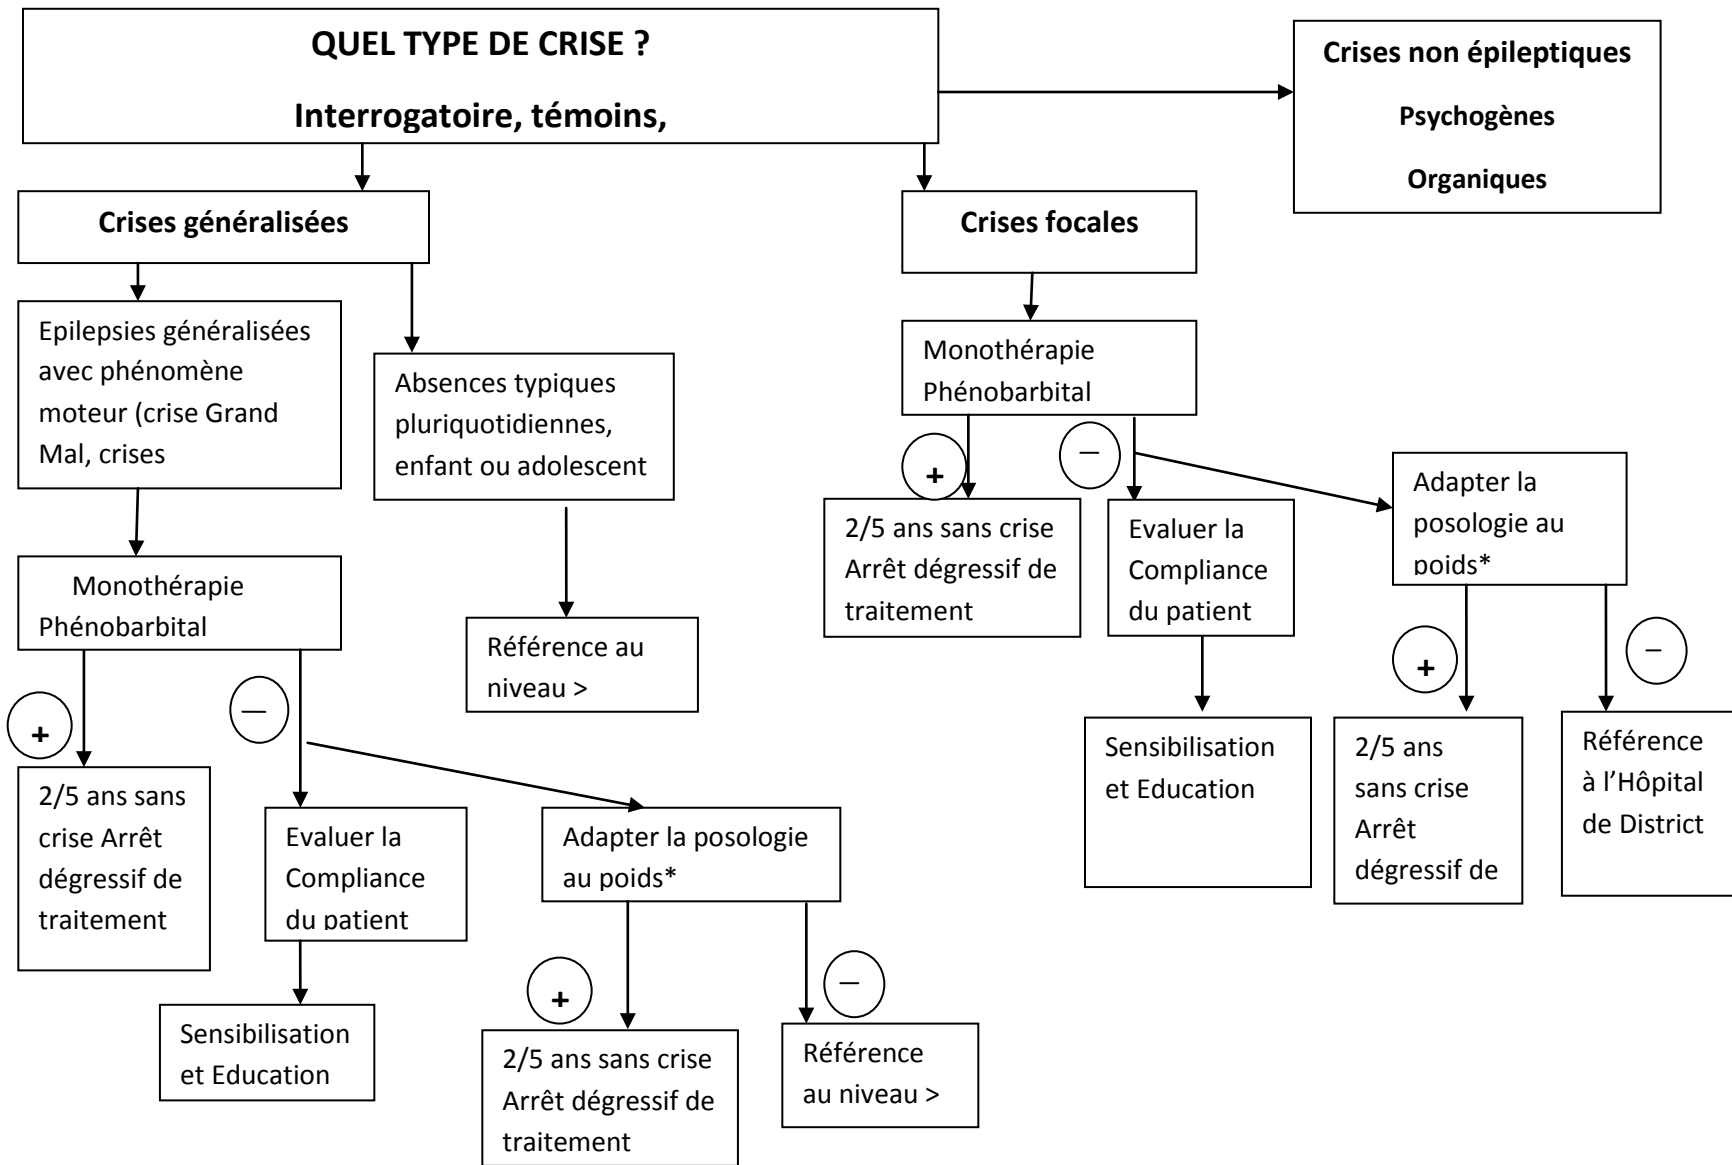 QUEL TYPE DE CRISE ?
Interrogatoire, témoins,
Crises non épileptiques
Psychogènes
Organiques
Crises généralisées
Crises focales
Epilepsies généralisées
avec phénomène
moteur (crise Grand
Mal, crises
Absences typiques
pluriquotidiennes,
enfant ou adolescent
Monothérapie
Phénobarbital
+
—
2/5 ans sans crise
Arrêt dégressif de
traitement
Evaluer la
Compliance
du patient
Adapter la
posologie au
poids*
Monothérapie
Phénobarbital
Référence au
niveau >
+
—
+
—
Sensibilisation
et Education
2/5 ans
sans crise
Arrêt
dégressif de
Référence
à l’Hôpital
de District
2/5 ans sans
crise Arrêt
dégressif de
traitement
Evaluer la
Compliance
du patient
Adapter la posologie
au poids*
+
—
Sensibilisation
et Education
2/5 ans sans crise
Arrêt dégressif de
traitement
Référence
au niveau >